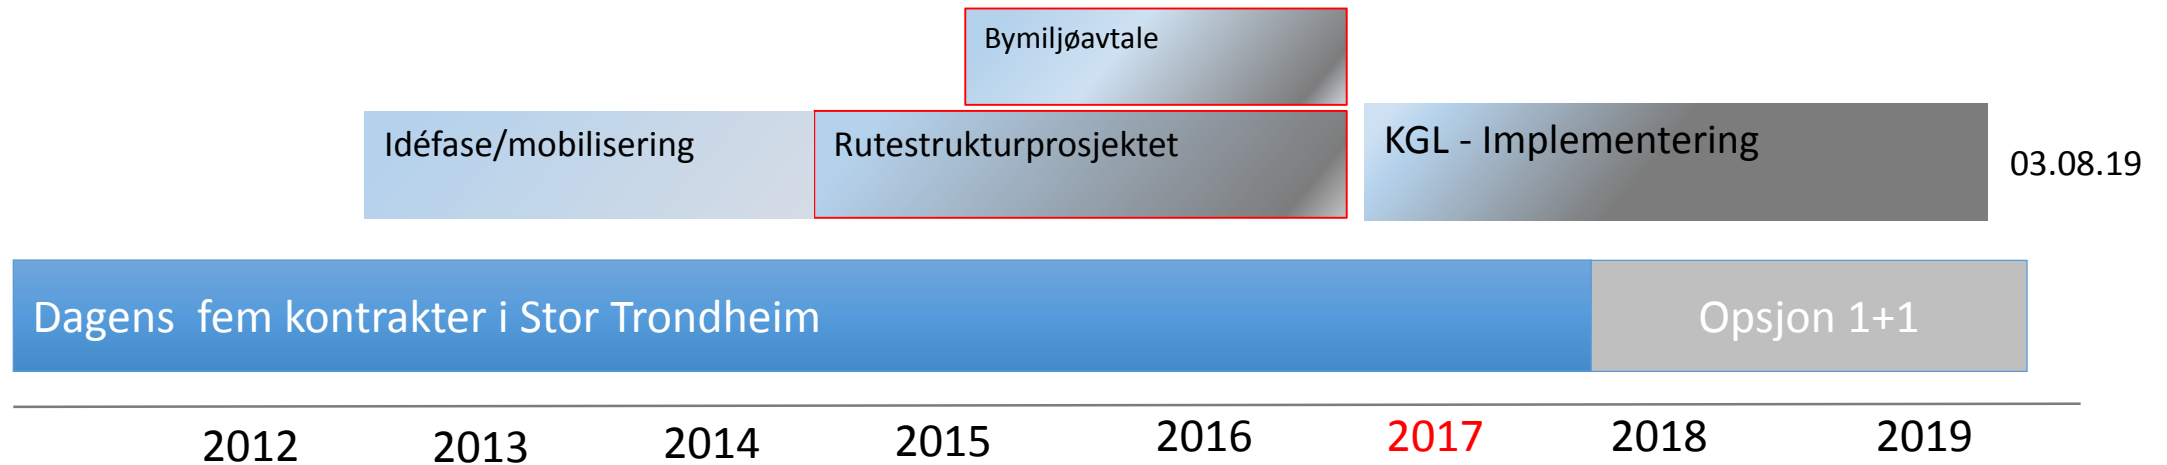 Bymiljøavtale
Idéfase/mobilisering
Rutestrukturprosjektet
KGL - Implementering
03.08.19
Dagens  fem kontrakter i Stor Trondheim
Opsjon 1+1
2012
2013
2014
2015
2016
2017
2018
2019